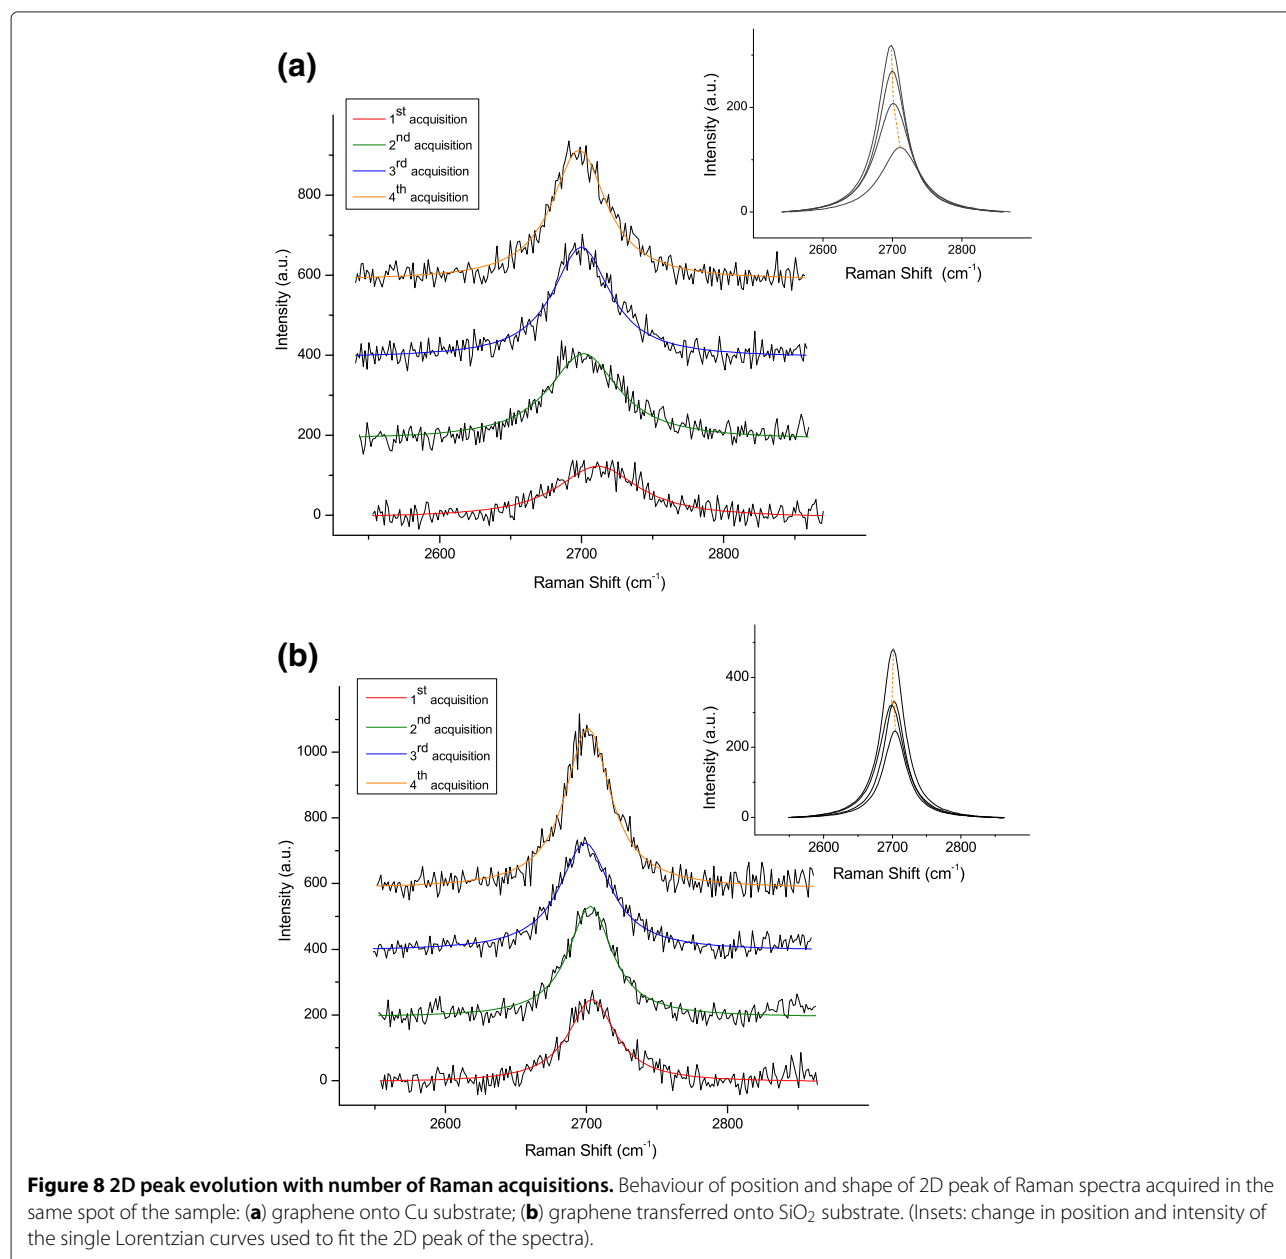 (a)
1st acquisition
2nd acquisition
3rd acquisition
4th acquisition
Intensity (a.u.)
800
600
400
200
0
2600
2700
2800
Raman Shift (cm-1)
Intensity (a.u.)
200
0
2600
2700
2800
Raman Shift (cm-1)
(b)
1st acquisition
2nd acquisition
3rd acquisition
4th acquisition
Intensity (a.u.)
1000
800
600
400
200
0
2600
2700
2800
Raman Shift (cm-1)
Intensity (a.u.)
400
200
0
2600
2700
2800
Raman Shift (cm-1)
Figure 8 2D peak evolution with number of Raman acquisitions. Behaviour of position and shape of 2D peak of Raman spectra acquired in the
same spot of the sample: (a) graphene onto Cu substrate; (b) graphene transferred onto SiO2 substrate. (Insets: change in position and intensity of
the single Lorentzian curves used to fit the 2D peak of the spectra).